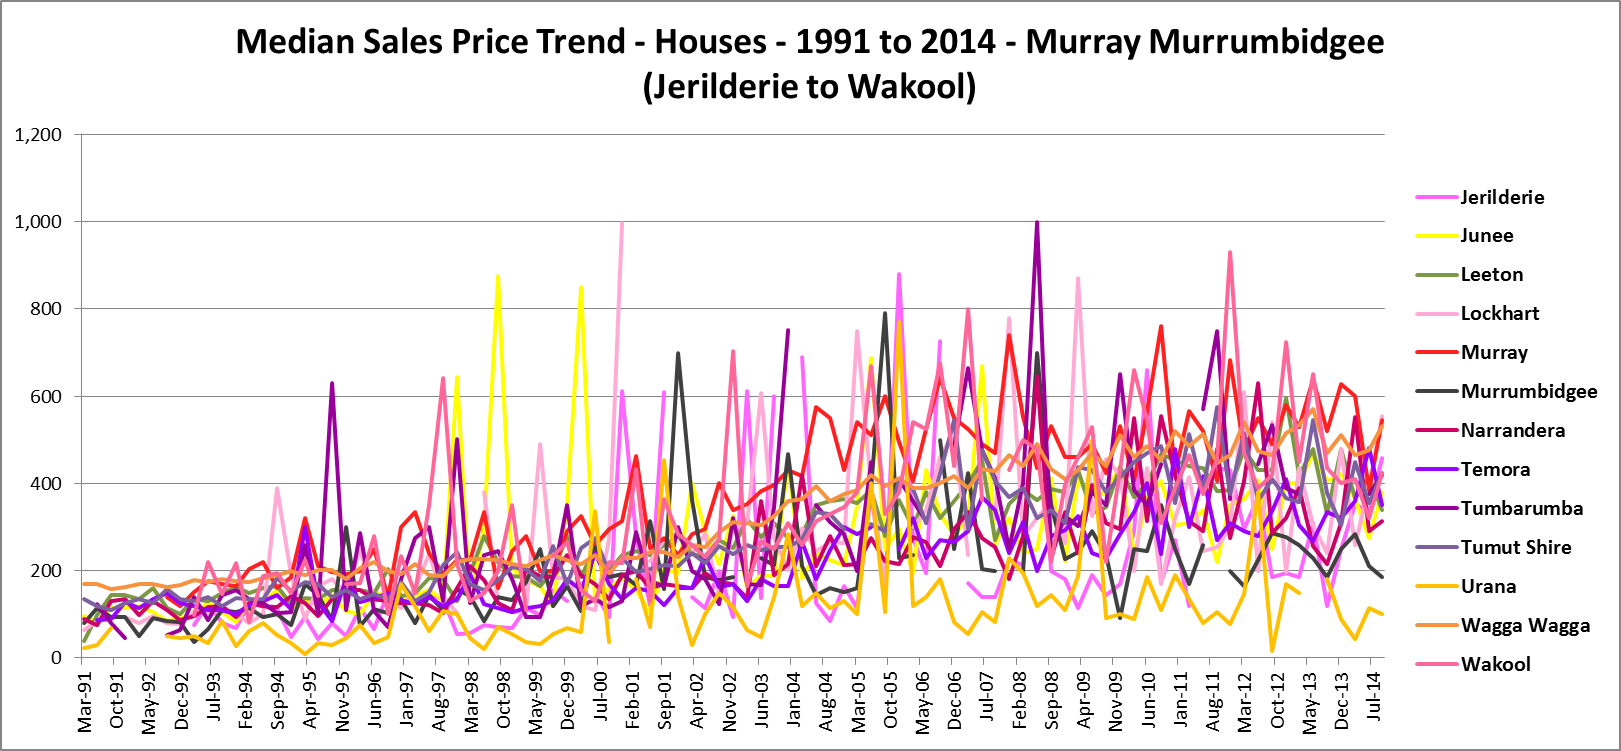 Median Sales Price Trend - Houses - 1991 to 2014 - Murray Murrumbidgee
(Jerilderie to Wakool)
1,200
1,000
800
600
400
200
0
Mar-91
Oct-91
May-92
Dec-92
Jul-93
Feb-94
Sep-94
Apr-95
Nov-95
Jun-96
Jan-97
Aug-97
Mar-98
Oct-98
May-99
Dec-99
Jul-00
Feb-01
Sep-01
Apr-02
Nov-02
Jun-03
Jan-04
Aug-04
Mar-05
Oct-05
May-06
Dec-06
Jul-07
Feb-08
Sep-08
Apr-09
Nov-09
Jun-10
Jan-11
Aug-11
Mar-12
Oct-12
May-13
Dec-13
Jul-14
Jerilderie
Junee
Leeton
Lockhart
Murray
Murrumbidgee
Narrandera
Temora
Tumbarumba
Tumut Shire
Urana
Wagga Wagga
Wakool